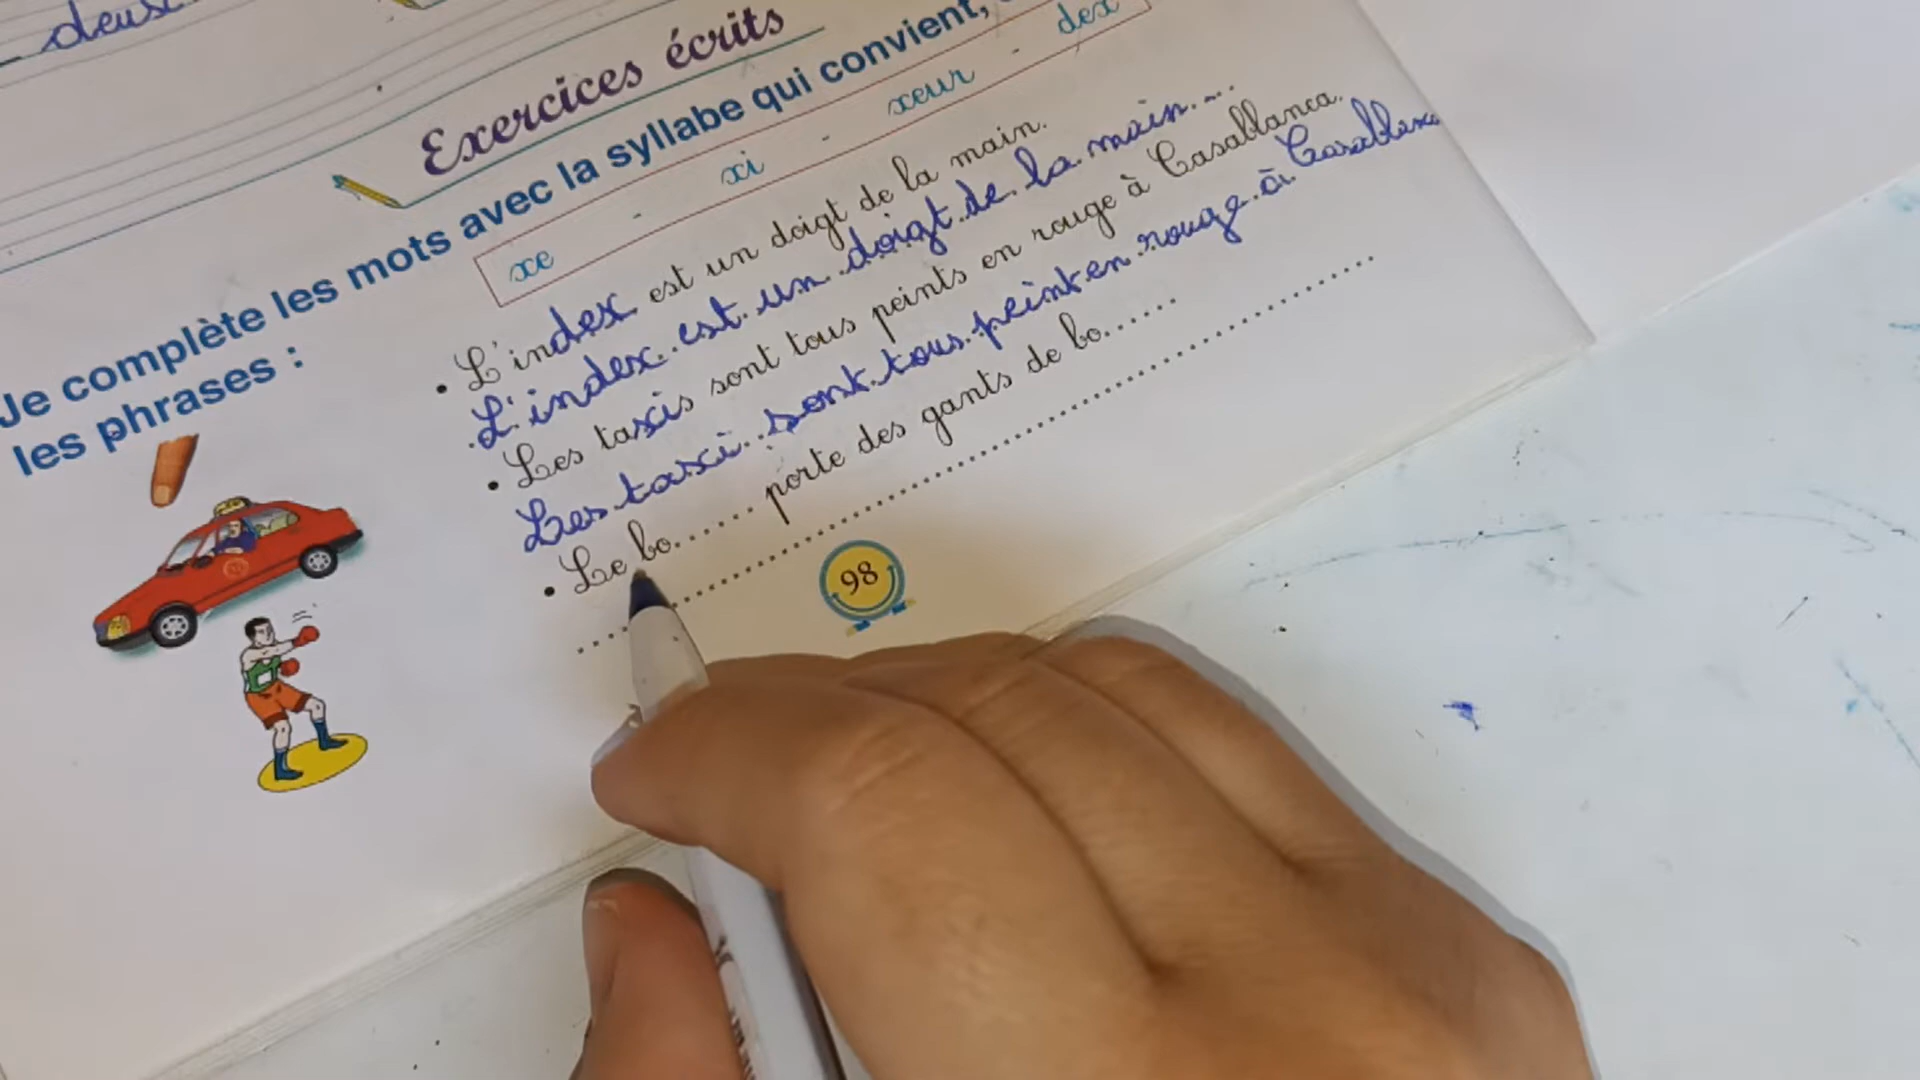 deux
Exercices écrits
Je complète les mots avec la syllabe qui convient,
les phrases :
xe - xi - xeur - dex
• L'index est un doigt de la main.
L'index est un doigt de la main.....
• Les taxis sont tous peints en rouge à Casablanca.
Les taxi sont tous peint en rouge à Casablanca
• Le bo....... porte des gants de bo......
98